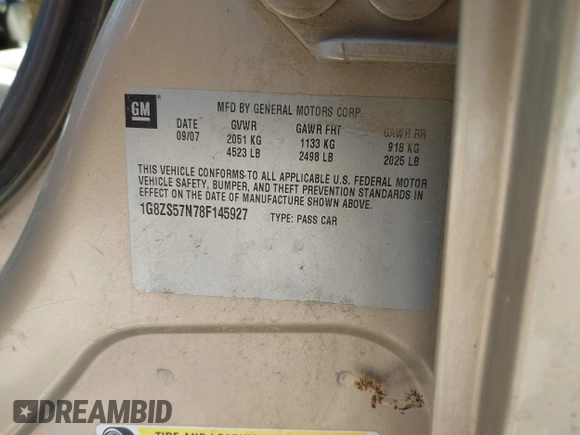 GM
MFD BY GENERAL MOTORS CORP.
DATE GVWR GAWR FRT GAWR RR
09/07 2051 KG 1133 KG 918 KG
4523 LB 2498 LB 2025 LB
THIS VEHICLE CONFORMS TO ALL APPLICABLE U.S. FEDERAL MOTOR
VEHICLE SAFETY, BUMPER, AND THEFT PREVENTION STANDARDS IN
EFFECT ON THE DATE OF MANUFACTURE SHOWN ABOVE.
1G8ZS57N78F145927 TYPE: PASS CAR
DREAMBID
TIRE AND